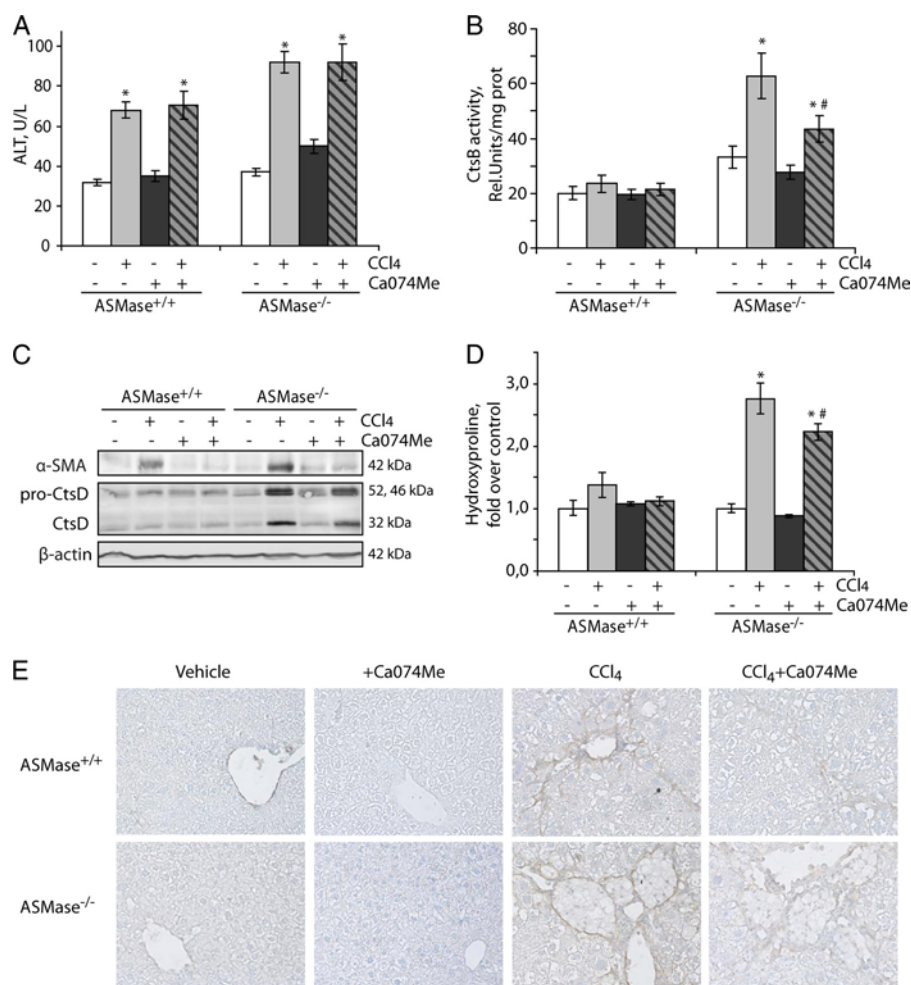 A
ALT, U/L
100
80
60
40
20
0
* * * *
- + - + - + - + CCl4
- - + + - - + + Ca074Me
ASMase+/+ ASMase-/-
B
CtsB activity,
Rel.Units/mg prot
80
60
40
20
0
* * #
- + - + - + - + CCl4
- - + + - - + + Ca074Me
ASMase+/+ ASMase-/-
C
ASMase+/+ ASMase-/-
- + - + - + - + CCl4
- - + + - - + + Ca074Me
α-SMA 42 kDa
pro-CtsD 52, 46 kDa
CtsD 32 kDa
β-actin 42 kDa
D
Hydroxyproline,
fold over control
3,0
2,0
1,0
0,0
* * #
- + - + - + - + CCl4
- - + + - - + + Ca074Me
ASMase+/+ ASMase-/-
E
Vehicle +Ca074Me CCl4 CCl4+Ca074Me
ASMase+/+
ASMase-/-